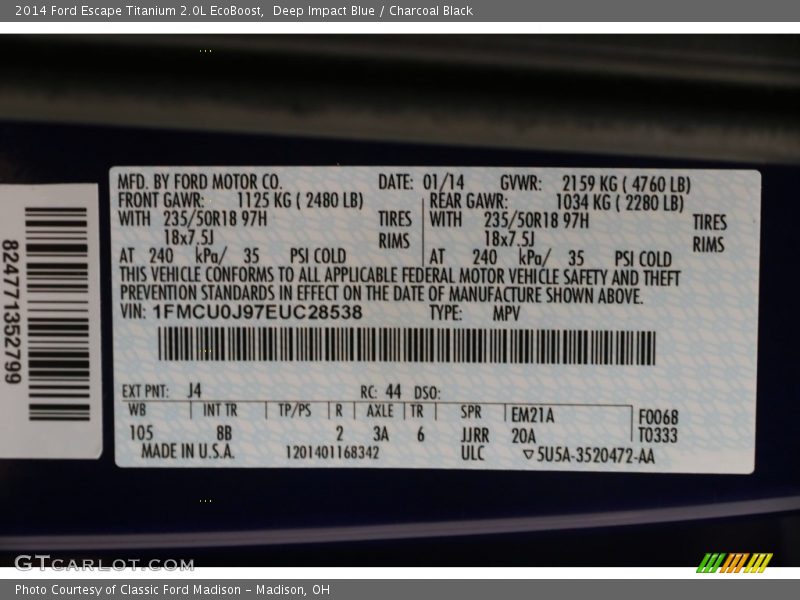 2014 Ford Escape Titanium 2.0L EcoBoost,  Deep Impact Blue / Charcoal Black
824771352799
MFD. BY FORD MOTOR CO. DATE: 01/14 GVWR: 2159 KG ( 4760 LB)
FRONT GAWR: 1125 KG ( 2480 LB) REAR GAWR: 1034 KG ( 2280 LB)
WITH 235/50R18 97H TIRES WITH 235/50R18 97H TIRES
18x7.5J RIMS 18x7.5J RIMS
AT 240 kPa/ 35 PSI COLD AT 240 kPa/ 35 PSI COLD
THIS VEHICLE CONFORMS TO ALL APPLICABLE FEDERAL MOTOR VEHICLE SAFETY AND THEFT
PREVENTION STANDARDS IN EFFECT ON THE DATE OF MANUFACTURE SHOWN ABOVE.
VIN: 1FMCU0J97EUC28538 TYPE: MPV
EXT PNT: J4 RC: 44 DSO:
WB INT TR TP/PS R AXLE TR SPR EM21A F0068
105 8B 2 3A 6 JJRR 20A T0333
MADE IN U.S.A. 1201401168342 ULC ▽5U5A-3520472-AA
GTCARLOT.COM
Photo Courtesy of Classic Ford Madison - Madison, OH